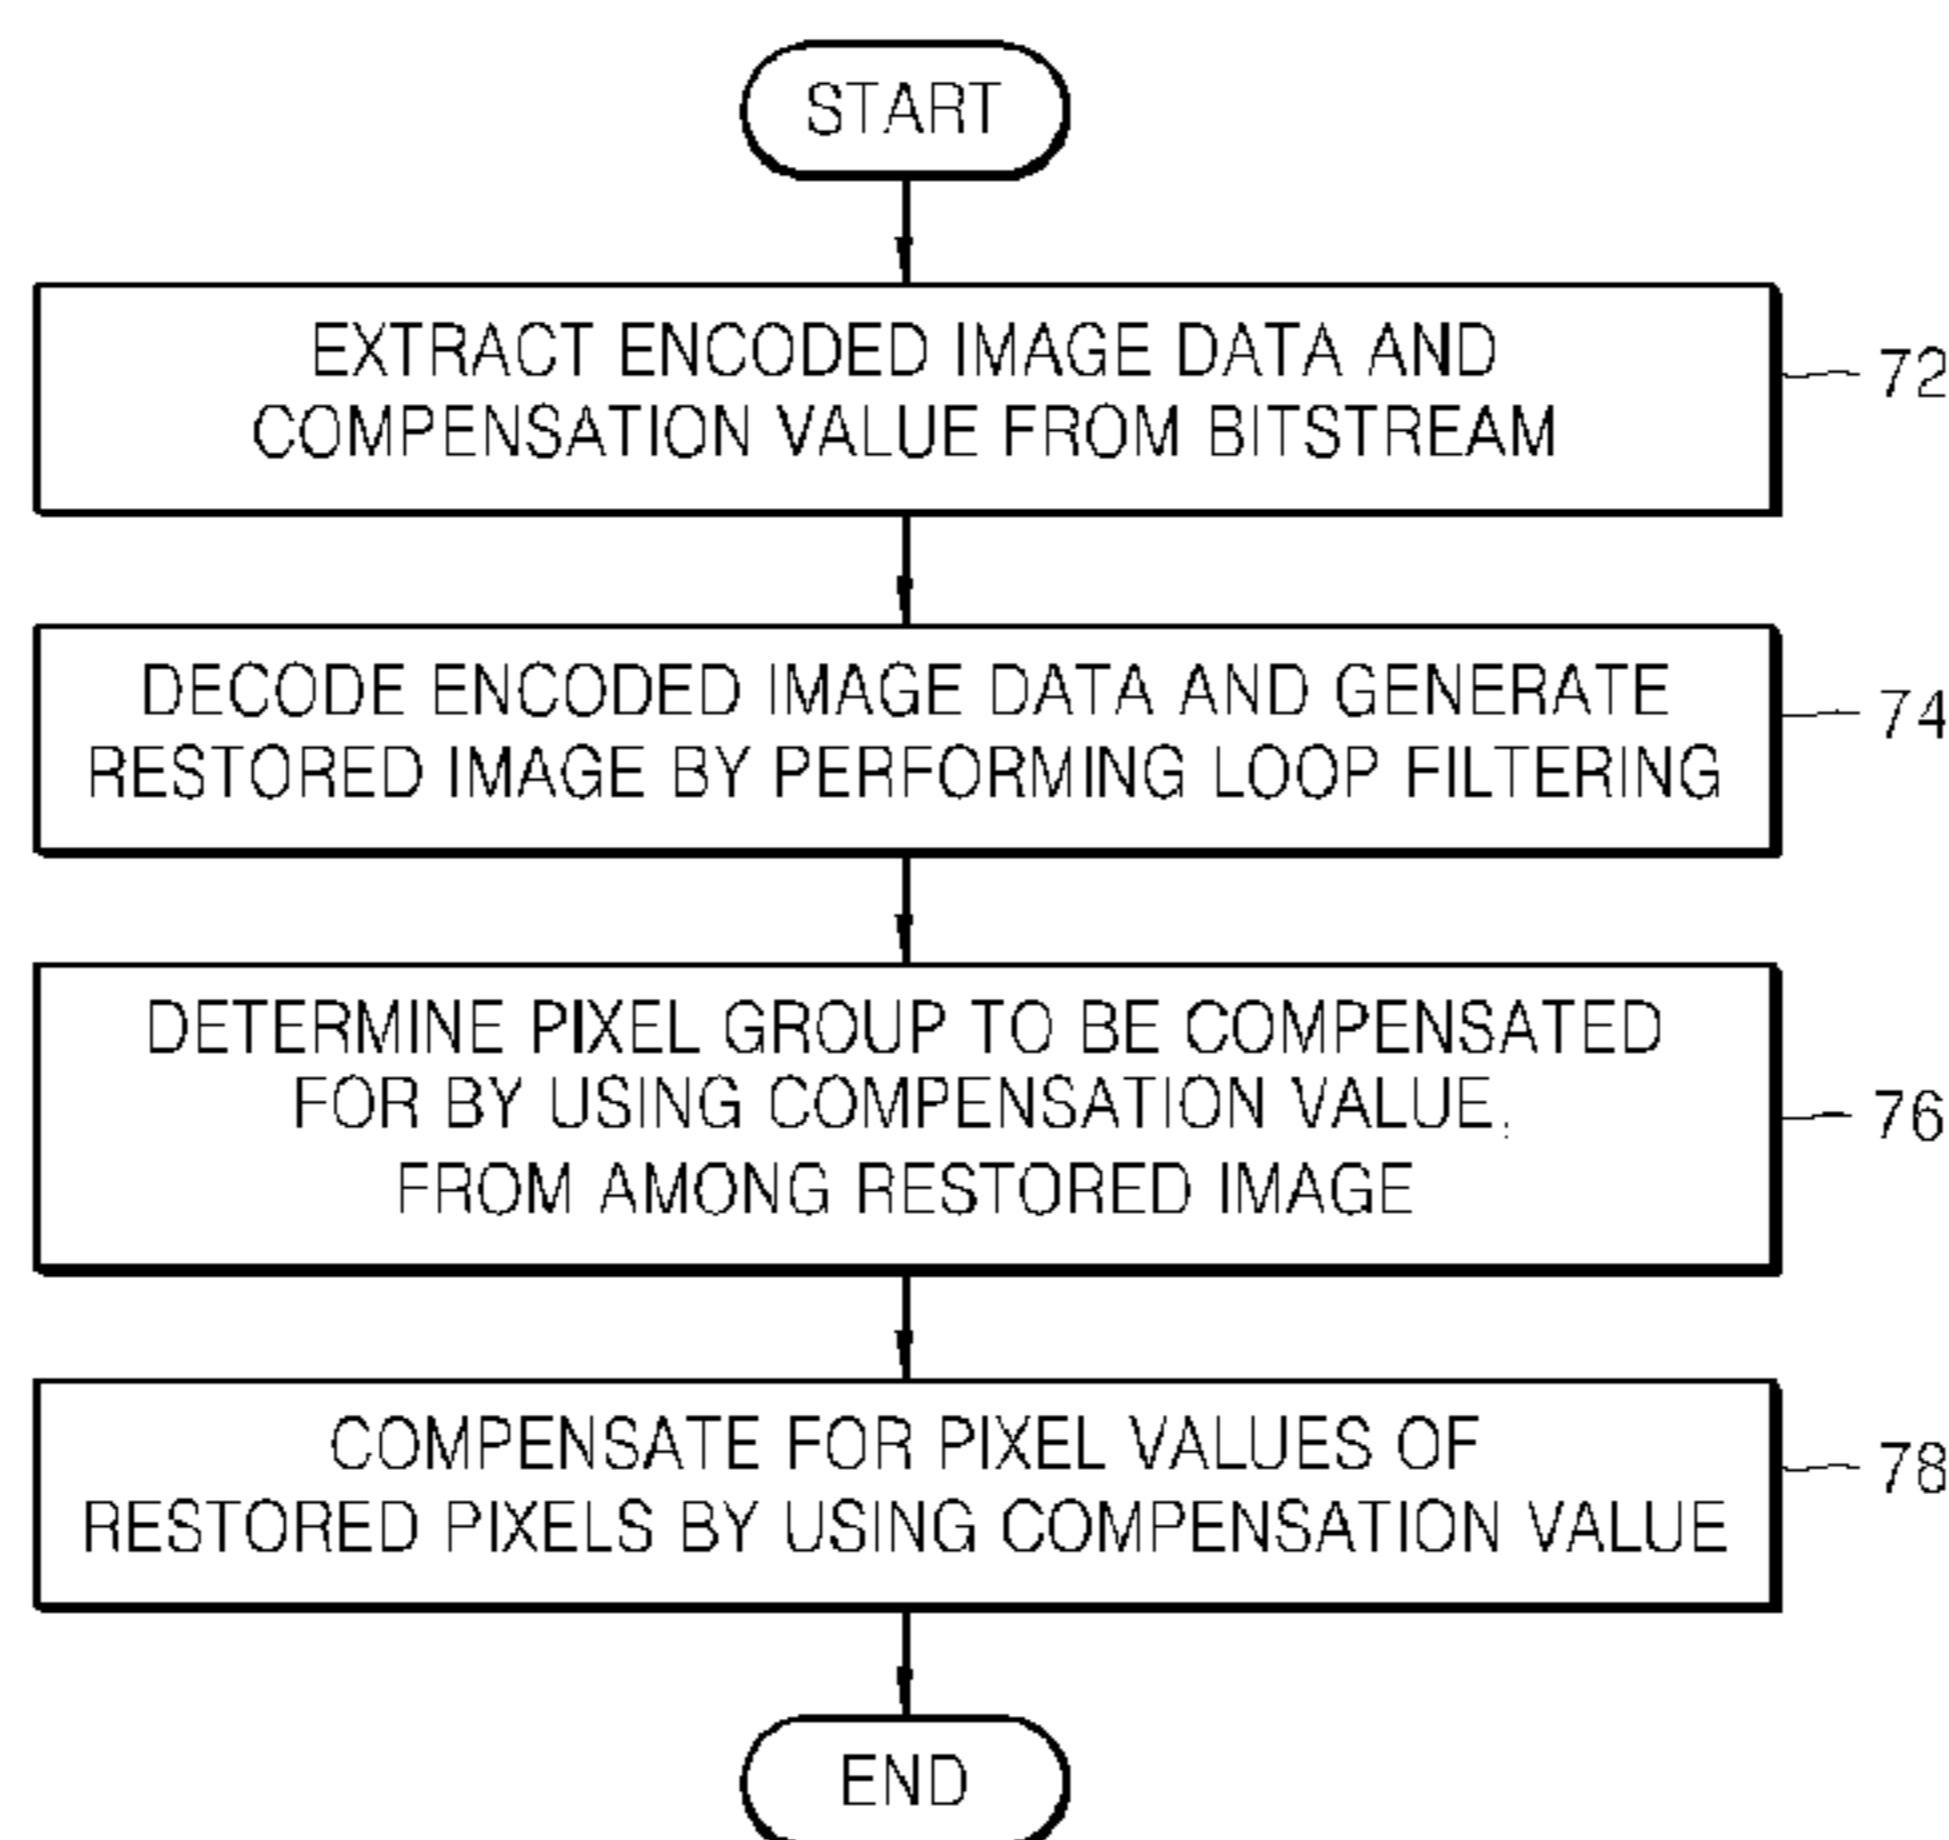 START
EXTRACT ENCODED IMAGE DATA AND
COMPENSATION VALUE FROM BITSTREAM
72
DECODE ENCODED IMAGE DATA AND GENERATE
RESTORED IMAGE BY PERFORMING LOOP FILTERING
74
DETERMINE PIXEL GROUP TO BE COMPENSATED
FOR BY USING COMPENSATION VALUE,
FROM AMONG RESTORED IMAGE
76
COMPENSATE FOR PIXEL VALUES OF
RESTORED PIXELS BY USING COMPENSATION VALUE
78
END